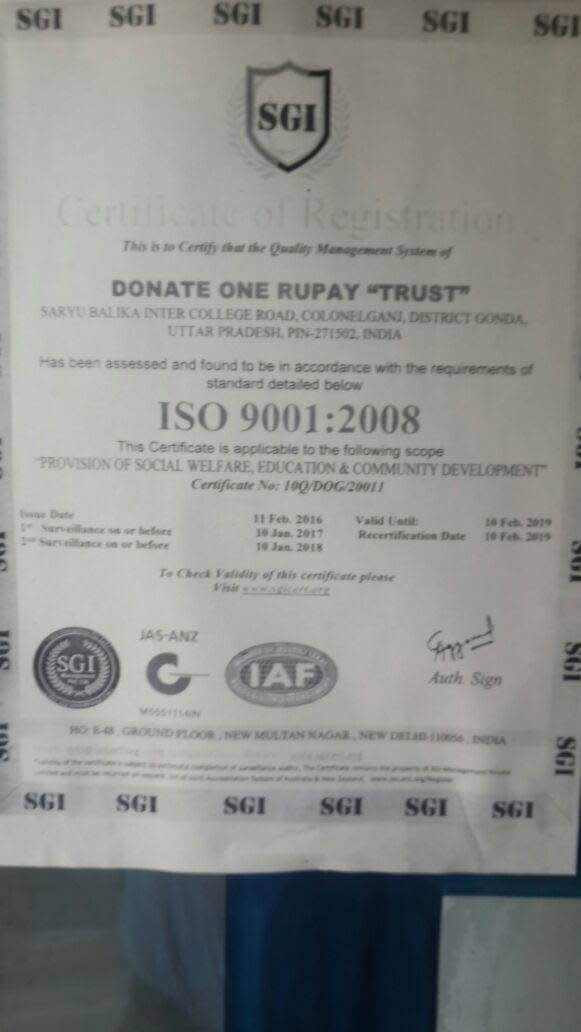 SGI SGI SGI SGI SGI SGI
SGI
Certificate of Registration
This is to Certify that the Quality Management System of
DONATE ONE RUPAY “TRUST”
SARYU BALIKA INTER COLLEGE ROAD, COLONELGANJ, DISTRICT GONDA,
UTTAR PRADESH, PIN-271502, INDIA
Has been assessed and found to be in accordance with the requirements of
standard detailed below
ISO 9001:2008
This Certificate is applicable to the following scope
“PROVISION OF SOCIAL WELFARE, EDUCATION & COMMUNITY DEVELOPMENT”
Certificate No: 10Q/DOG/20011
Issue Date 11 Feb. 2016 Valid Until: 10 Feb. 2019
1st Surveillance on or before 10 Jan. 2017 Recertification Date 10 Feb. 2019
2nd Surveillance on or before 10 Jan. 2018
To Check Validity of this certificate please
Visit www.sgicert.org
JAS-ANZ
SGI
IAF
Auth. Sign
HO: E-48, GROUND FLOOR, NEW MULTAN NAGAR, NEW DELHI-110056, INDIA
SGI SGI SGI SGI SGI SGI
SGI
SGI
SGI
SGI
SGI
SGI